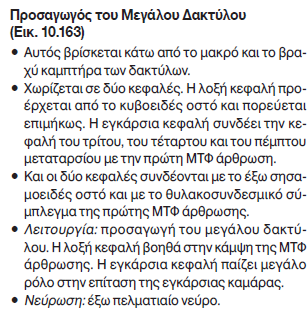 Προσαγωγός του Μεγάλου Δακτύλου
(Εικ. 10.163)
• Αυτός βρίσκεται κάτω από το μακρό και το βρα-
χύ καμπτήρα των δακτύλων.
• Χωρίζεται σε δύο κεφαλές. Η λοξή κεφαλή προ-
έρχεται από το κυβοειδές οστό και πορεύεται
επιμήκως. Η εγκάρσια κεφαλή συνδέει την κε-
φαλή του τρίτου, του τέταρτου και του πέμπτου
μεταταρσίου με την πρώτη ΜΤΦ άρθρωση.
• Και οι δύο κεφαλές συνδέονται με το έξω σησα-
μοειδές οστό και με το θυλακοσυνδεσμικό σύ-
μπλεγμα της πρώτης ΜΤΦ άρθρωσης.
• Λειτουργία: προσαγωγή του μεγάλου δακτύ-
λου. Η λοξή κεφαλή βοηθά στην κάμψη της ΜΤΦ
άρθρωσης. Η εγκάρσια κεφαλή παίζει μεγάλο
ρόλο στην επίταση της εγκάρσιας καμάρας.
• Νεύρωση: έξω πελματιαίο νεύρο.